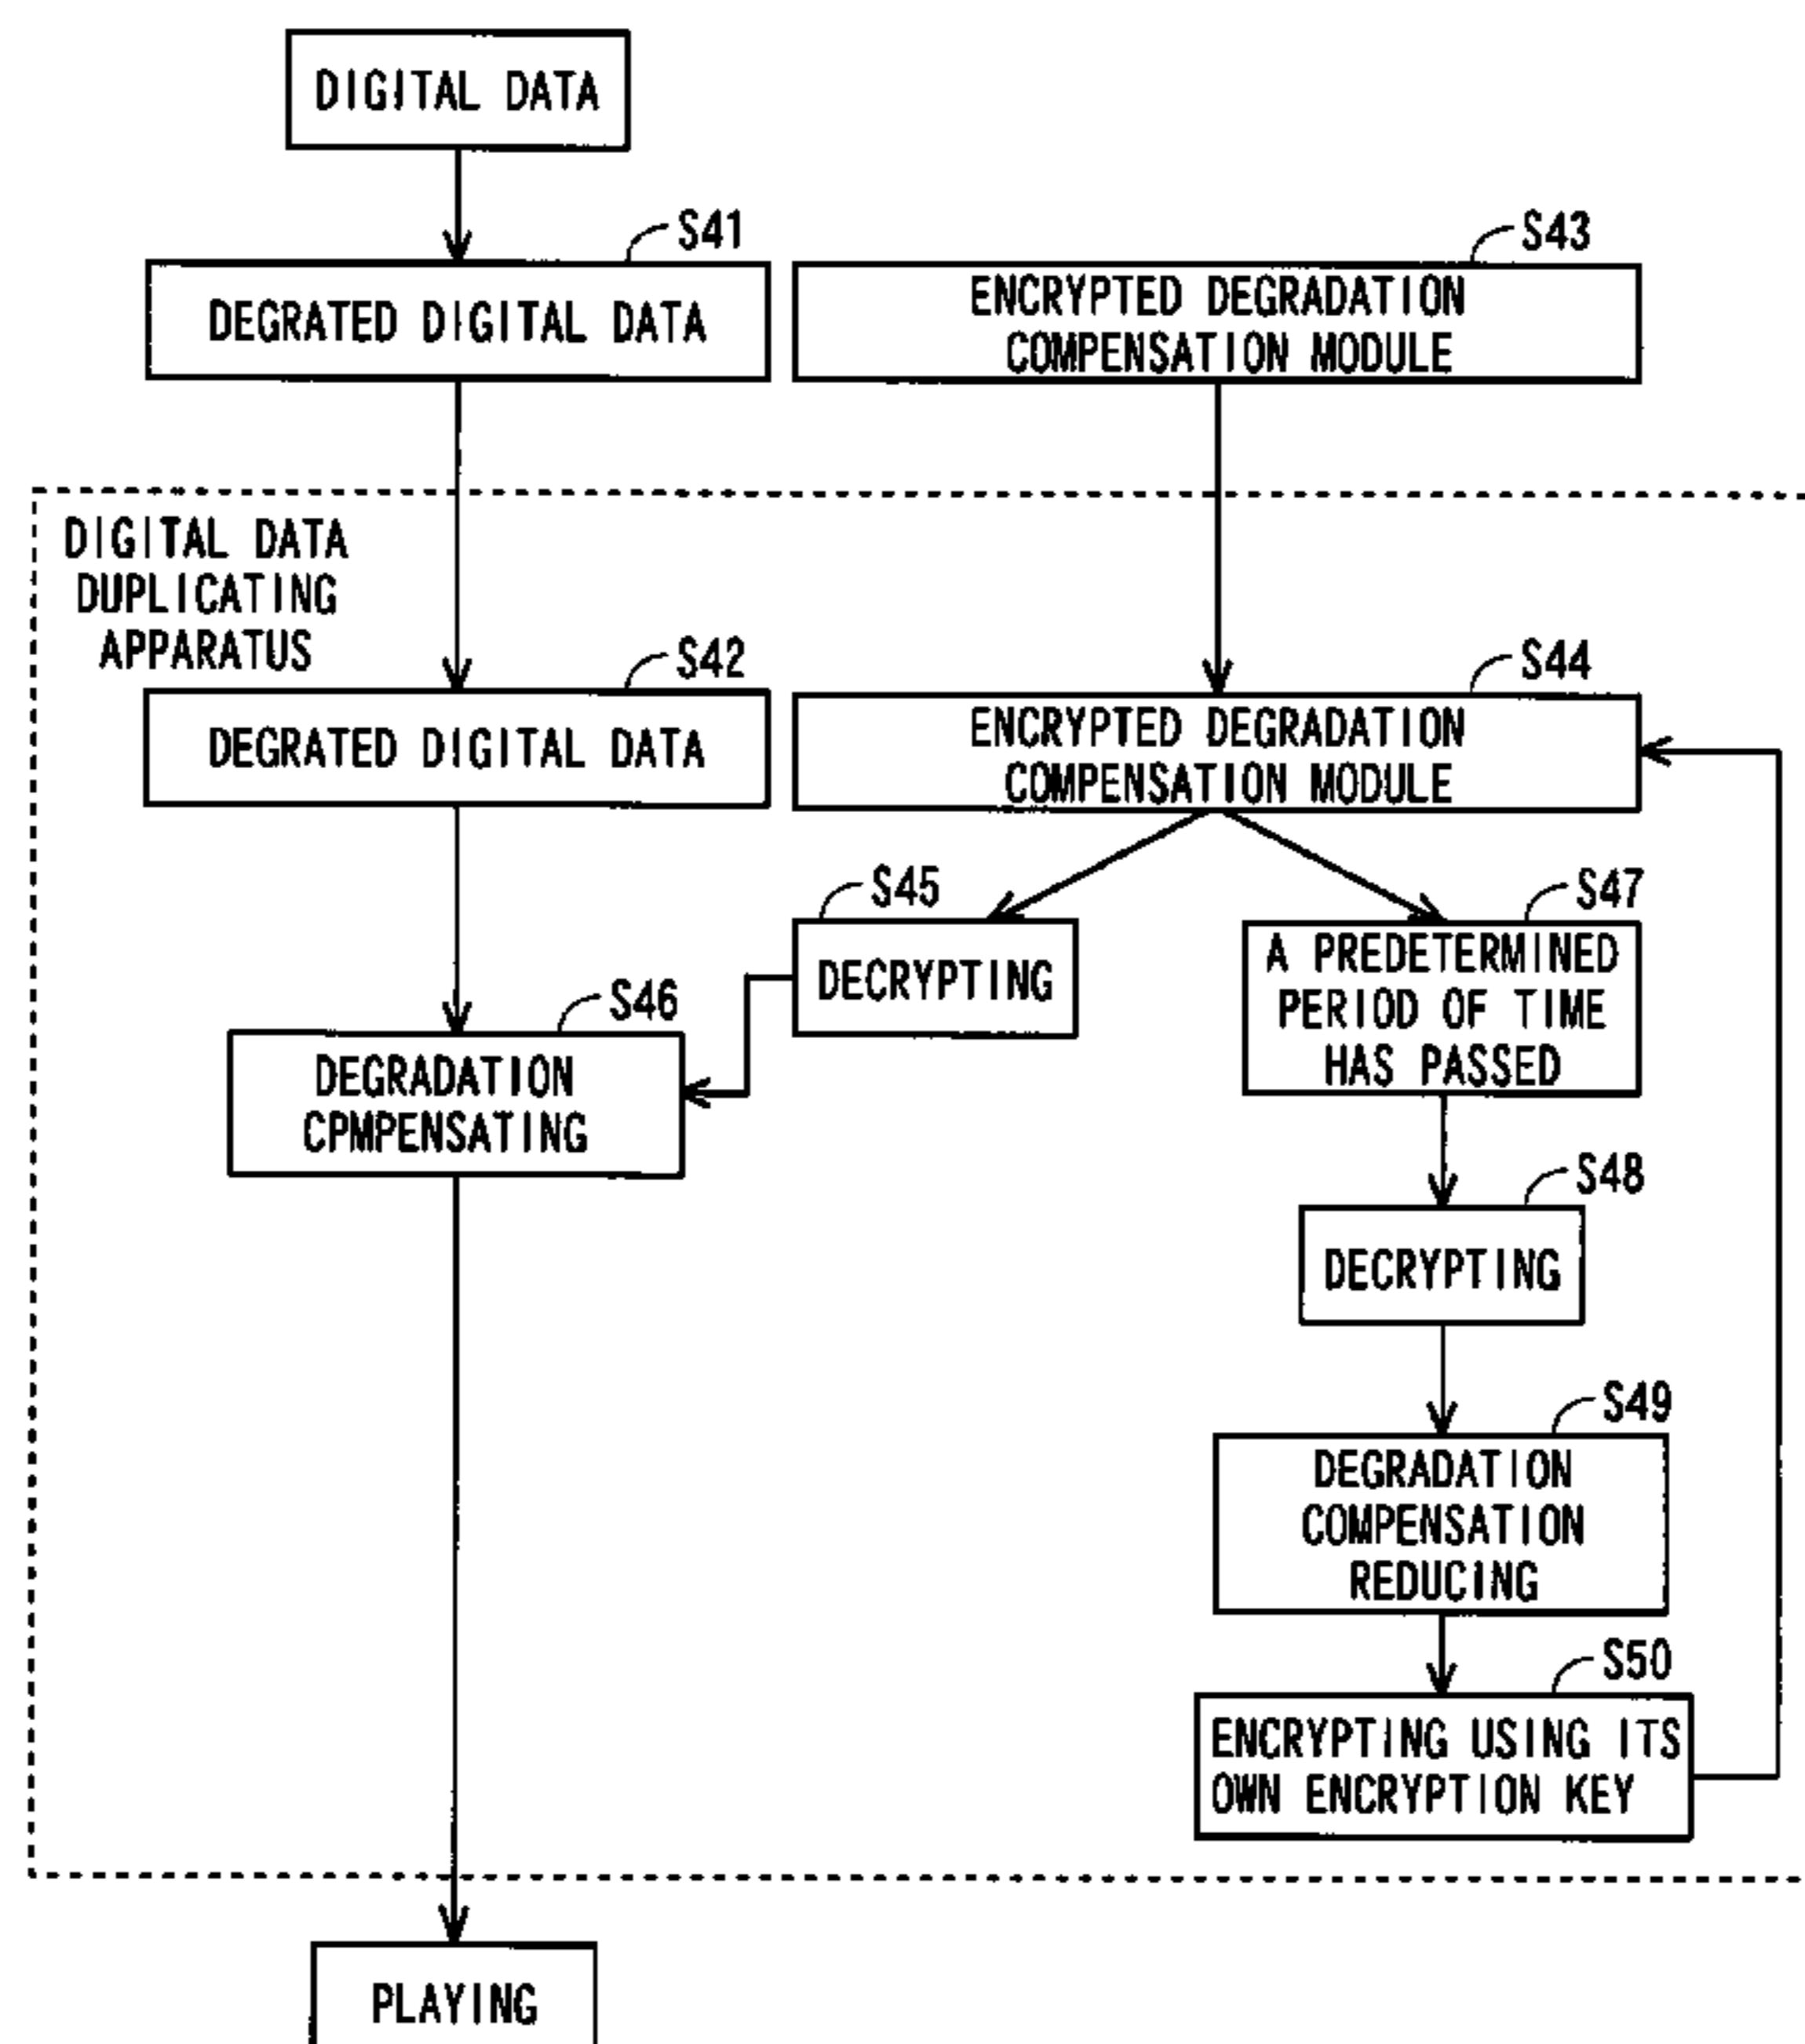 DIGITAL DATA
S41
DEGRATED DIGITAL DATA
S43
ENCRYPTED DEGRADATION
COMPENSATION MODULE
DIGITAL DATA
DUPLICATING
APPARATUS
S42
DEGRATED DIGITAL DATA
S44
ENCRYPTED DEGRADATION
COMPENSATION MODULE
S45
DECRYPTING
S47
A PREDETERMINED
PERIOD OF TIME
HAS PASSED
S46
DEGRADATION
CPMPENSATING
S48
DECRYPTING
S49
DEGRADATION
COMPENSATION
REDUCING
S50
ENCRYPTING USING ITS
OWN ENCRYPTION KEY
PLAYING